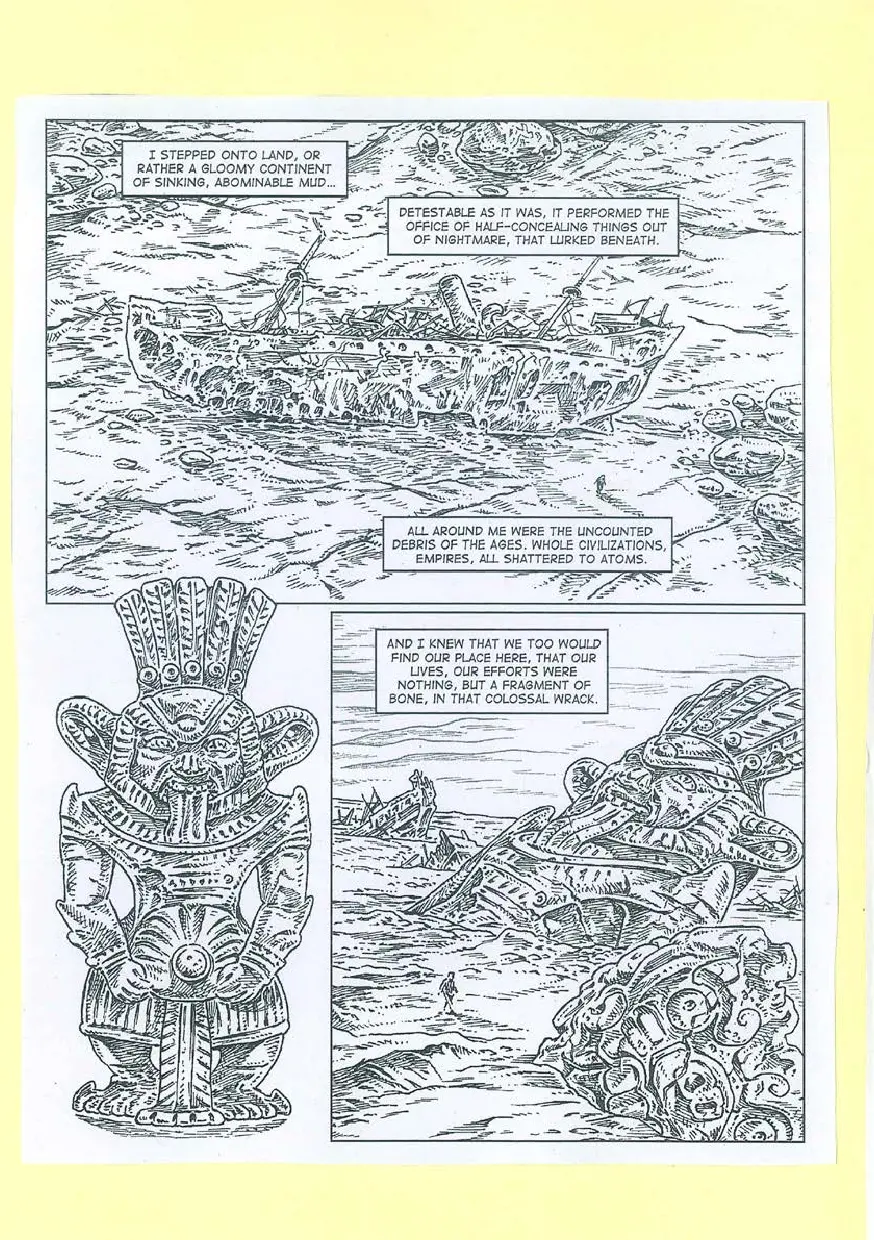 I STEPPED ONTO LAND, OR
RATHER A GLOOMY CONTINENT
OF SINKING, ABOMINABLE MUD...
DETESTABLE AS IT WAS, IT PERFORMED THE
OFFICE OF HALF-CONCEALING THINGS OUT
OF NIGHTMARE, THAT LURKED BENEATH.
ALL AROUND ME WERE THE UNCOUNTED
DEBRIS OF THE AGES. WHOLE CIVILIZATIONS,
EMPIRES, ALL SHATTERED TO ATOMS.
AND I KNEW THAT WE TOO WOULD
FIND OUR PLACE HERE, THAT OUR
LIVES, OUR EFFORTS WERE
NOTHING, BUT A FRAGMENT OF
BONE, IN THAT COLOSSAL WRACK.